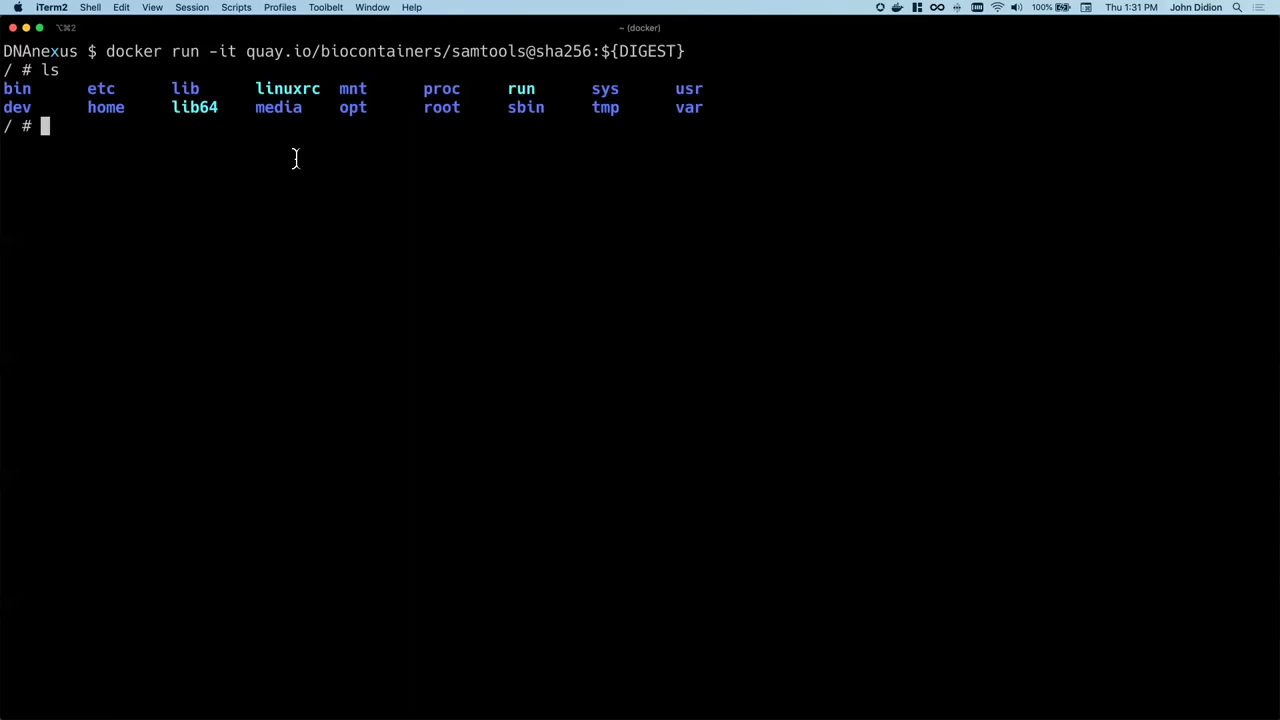 iTerm2 Shell Edit View Session Scripts Profiles Toolbelt Window Help 100% Thu 1:31 PM John Didion
⌥⌘2 ~ (docker)
DNAnexus $ docker run -it quay.io/biocontainers/samtools@sha256:${DIGEST}
/ # ls
bin etc lib linuxrc mnt proc run sys usr
dev home lib64 media opt root sbin tmp var
/ #